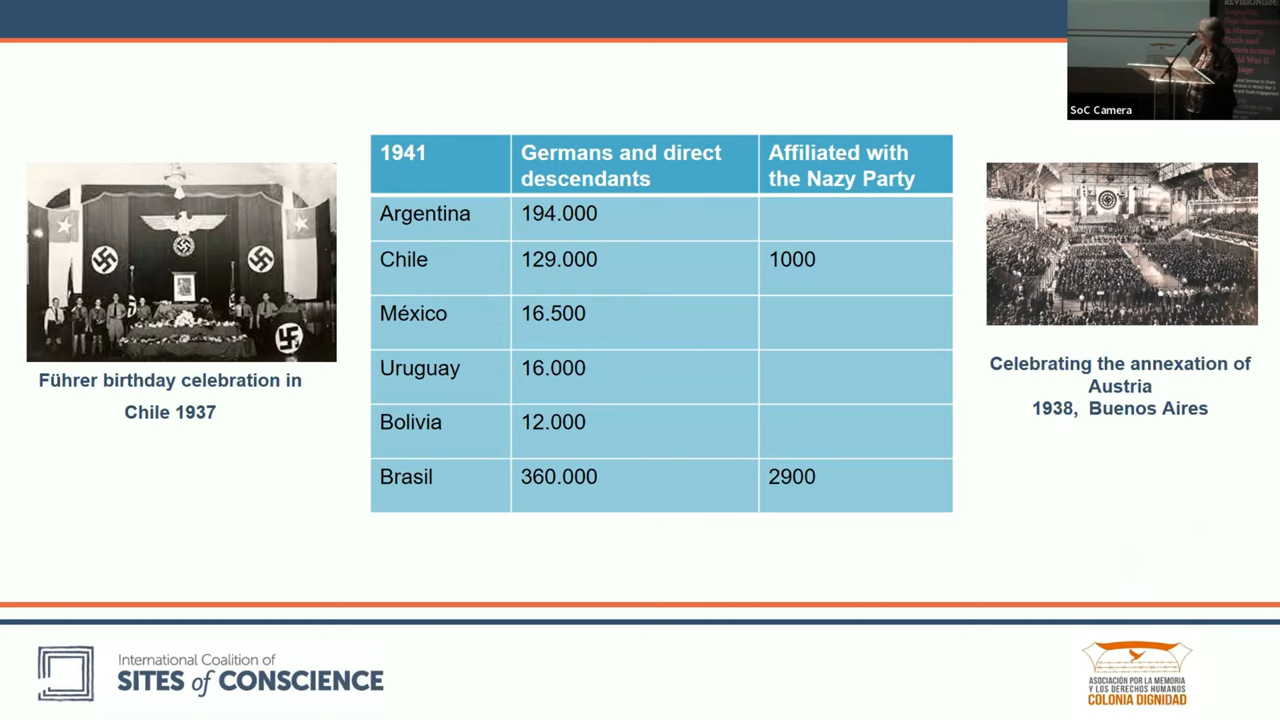 REVISIONISM:
SoC Camera
1941
Germans and direct
descendants
Affiliated with
the Nazy Party
Argentina
194.000
Chile
129.000
1000
México
16.500
Uruguay
16.000
Bolivia
12.000
Brasil
360.000
2900
Führer birthday celebration in
Chile 1937
Celebrating the annexation of
Austria
1938, Buenos Aires
International Coalition of
SITES of CONSCIENCE
ASOCIACIÓN POR LA MEMORIA
Y LOS DERECHOS HUMANOS
COLONIA DIGNIDAD